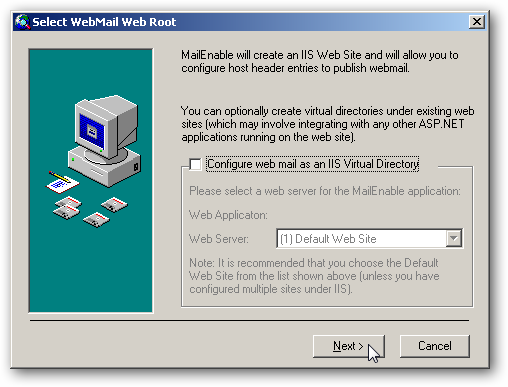 Select WebMail Web Root
MailEnable will create an IIS Web Site and will allow you to
configure host header entries to publish webmail.
You can optionally create virtual directories under existing web
sites (which may involve integrating with any other ASP.NET
applications running on the web site).
Configure web mail as an IIS Virtual Directory
Please select a web server for the MailEnable application:
Web Applicaton:
Web Server: (1) Default Web Site
Note: It is recommended that you choose the Default
Web Site from the list shown above (unless you have
configured multiple sites under IIS).
Next > Cancel